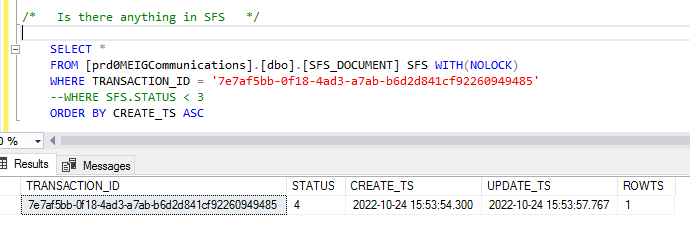 /*   Is there anything in SFS   */
SELECT *
FROM [prd0MEIGCommunications].[dbo].[SFS_DOCUMENT] SFS WITH(NOLOCK)
WHERE TRANSACTION_ID = '7e7af5bb-0f18-4ad3-a7ab-b6d2d841cf92260949485'
--WHERE SFS.STATUS < 3
ORDER BY CREATE_TS ASC
0 %
Results Messages
TRANSACTION_ID STATUS CREATE_TS UPDATE_TS ROWTS
7e7af5bb-0f18-4ad3-a7ab-b6d2d841cf92260949485 4 2022-10-24 15:53:54.300 2022-10-24 15:53:57.767 1